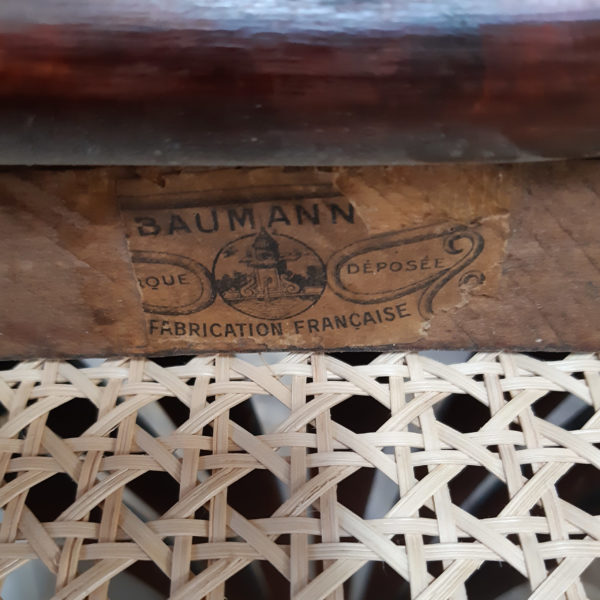 BAUMANN
QUE DÉPOSÉE
FABRICATION FRANÇAISE